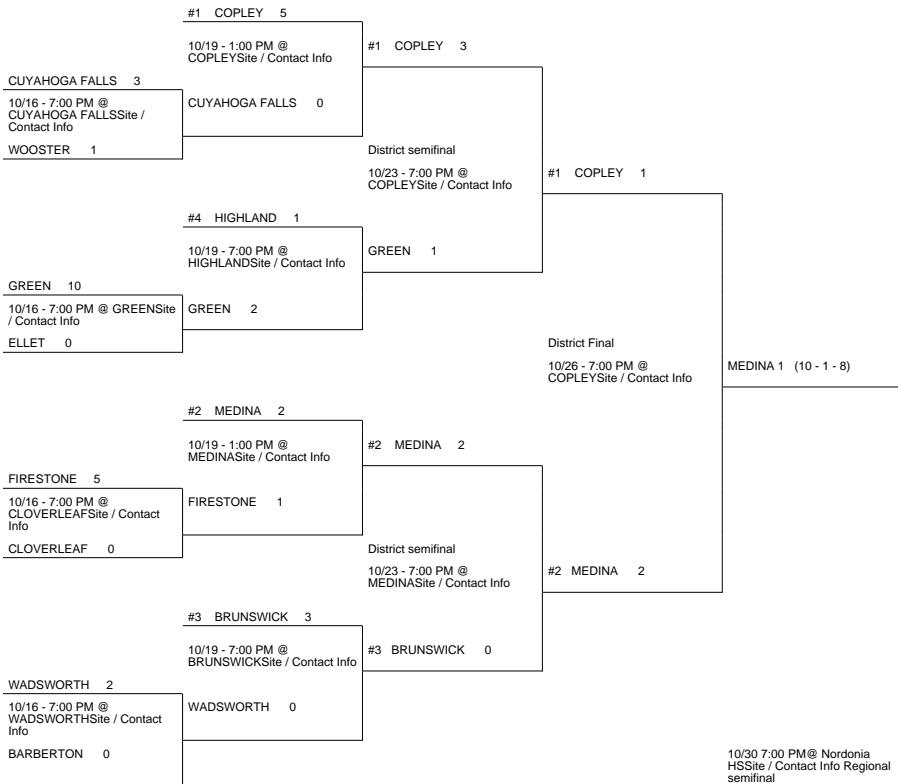 #1 COPLEY 5
10/19 - 1:00 PM @
COPLEYSite / Contact Info
#1 COPLEY 3
CUYAHOGA FALLS 3
10/16 - 7:00 PM @
CUYAHOGA FALLSSite /
Contact Info
CUYAHOGA FALLS 0
WOOSTER 1
District semifinal
10/23 - 7:00 PM @
COPLEYSite / Contact Info
#1 COPLEY 1
#4 HIGHLAND 1
10/19 - 7:00 PM @
HIGHLANDSite / Contact Info
GREEN 1
GREEN 10
10/16 - 7:00 PM @ GREENSite
/ Contact Info
GREEN 2
ELLET 0
District Final
10/26 - 7:00 PM @
COPLEYSite / Contact Info
MEDINA 1 (10 - 1 - 8)
#2 MEDINA 2
10/19 - 1:00 PM @
MEDINASite / Contact Info
#2 MEDINA 2
FIRESTONE 5
10/16 - 7:00 PM @
CLOVERLEAFSite / Contact
Info
FIRESTONE 1
CLOVERLEAF 0
District semifinal
10/23 - 7:00 PM @
MEDINASite / Contact Info
#2 MEDINA 2
#3 BRUNSWICK 3
10/19 - 7:00 PM @
BRUNSWICKSite / Contact Info
#3 BRUNSWICK 0
WADSWORTH 2
10/16 - 7:00 PM @
WADSWORTHSite / Contact
Info
WADSWORTH 0
BARBERTON 0
10/30 7:00 PM@ Nordonia
HSSite / Contact Info Regional
semifinal